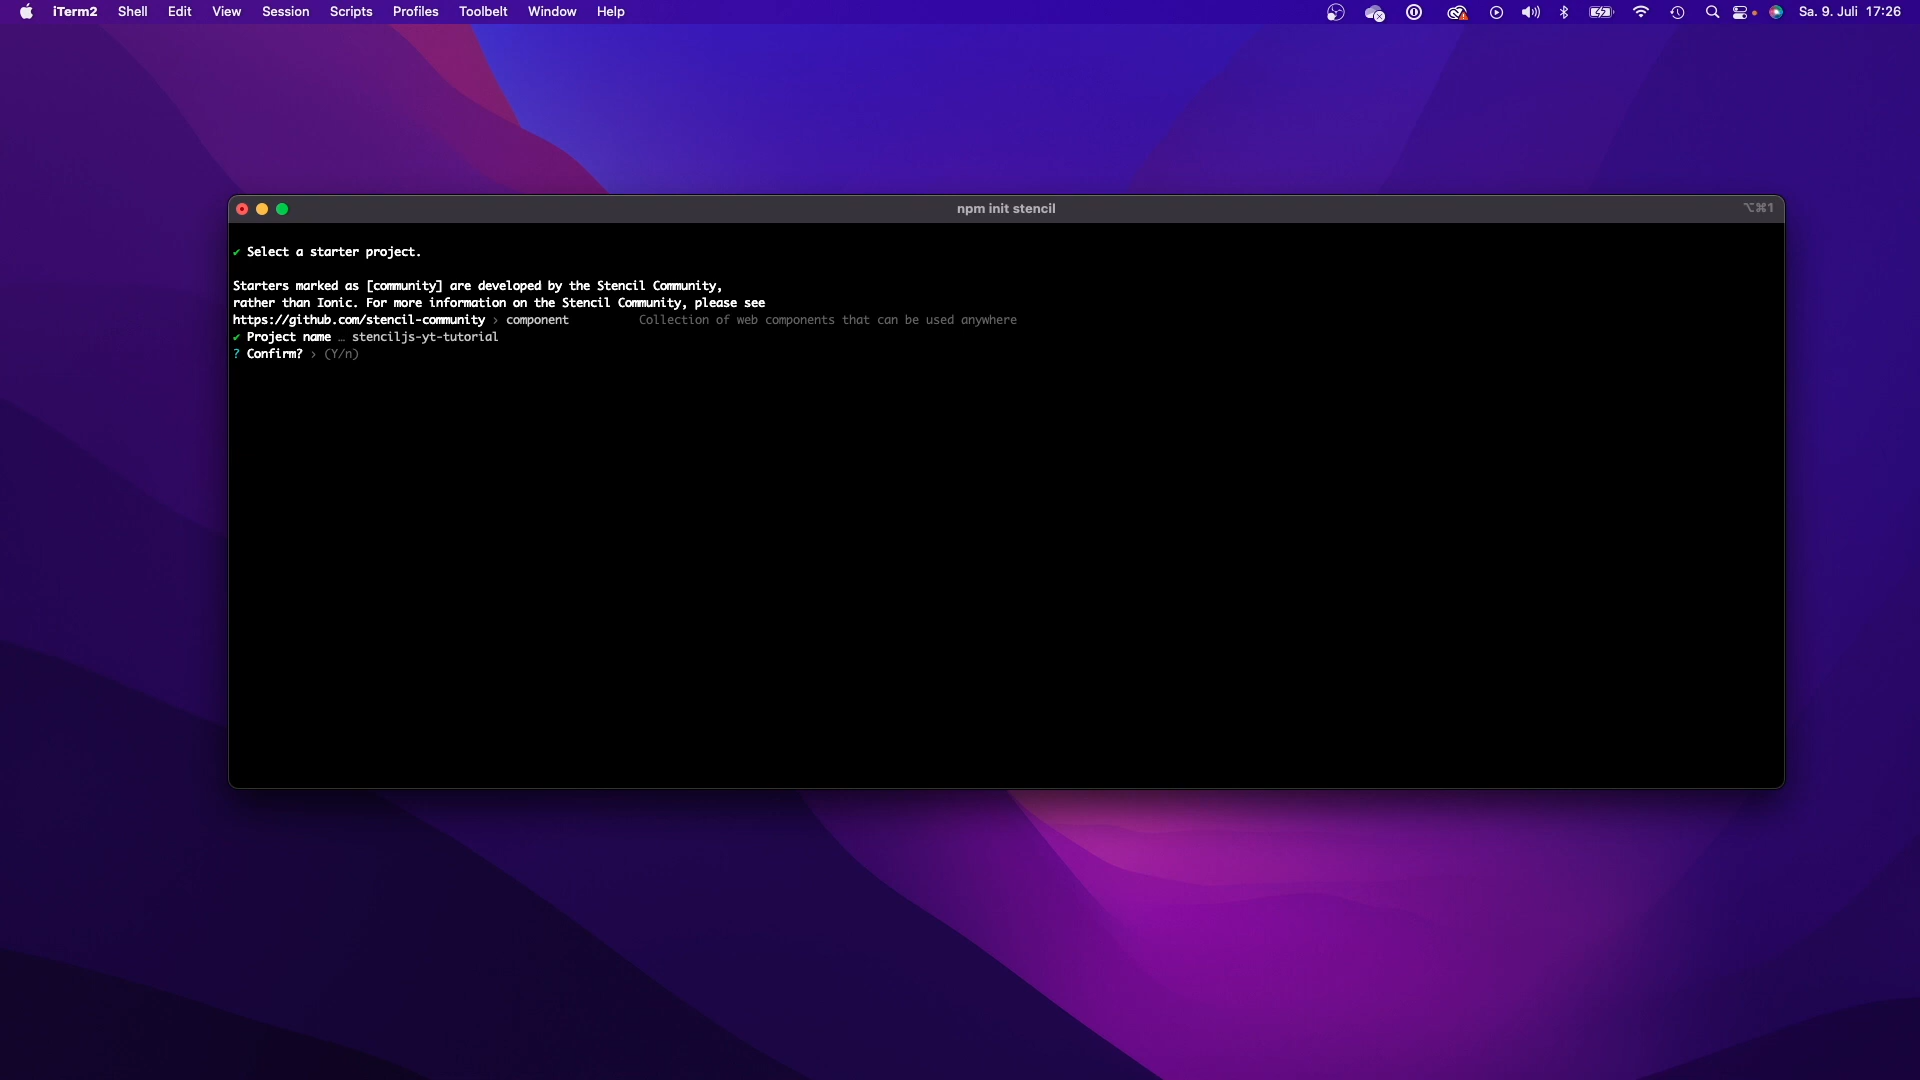 iTerm2 Shell Edit View Session Scripts Profiles Toolbelt Window Help Sa. 9. Juli 17:26
npm init stencil ⌥⌘1
✔ Select a starter project.
Starters marked as [community] are developed by the Stencil Community,
rather than Ionic. For more information on the Stencil Community, please see
https://github.com/stencil-community › component Collection of web components that can be used anywhere
✔ Project name … stenciljs-yt-tutorial
? Confirm? › (Y/n)